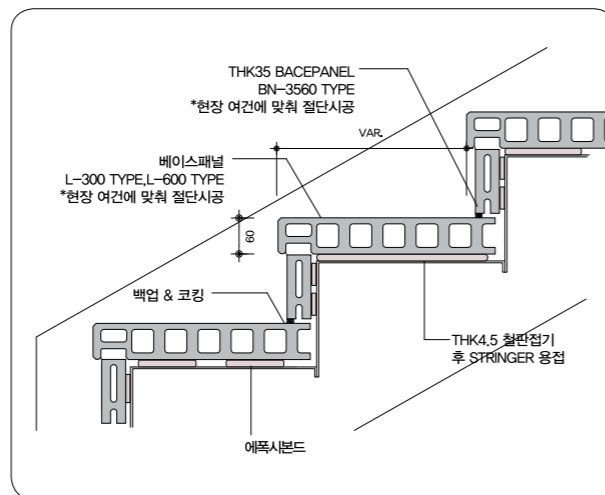 THK35 BACEPANEL
BN-3560 TYPE
*현장 여건에 맞춰 절단시공
VAR.
베이스패널
L-300 TYPE,L-600 TYPE
*현장 여건에 맞춰 절단시공
60
백업 & 코킹
THK4.5 철판접기
후 STRINGER 용접
에폭시본드